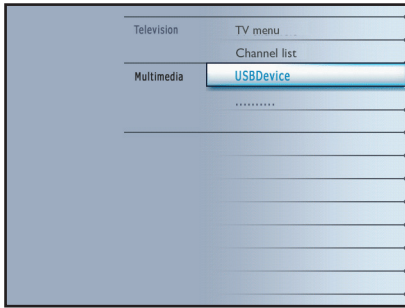 Television TV menu
Channel list
Multimedia USBDevice
..........